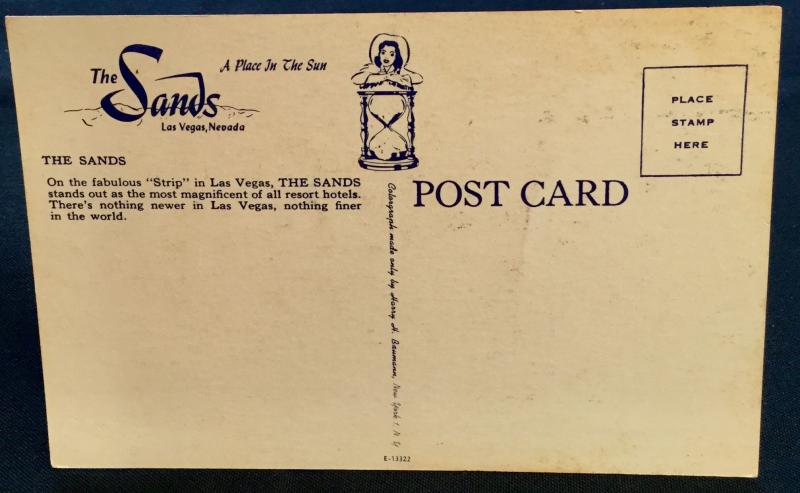 The Sands
Las Vegas, Nevada
A Place In The Sun
THE SANDS
On the fabulous "Strip" in Las Vegas, THE SANDS
stands out as the most magnificent of all resort hotels.
There's nothing newer in Las Vegas, nothing finer
in the world.
Colorgraph made only by Harry H. Baumann, New York 1, N. Y.
E-13322
POST CARD
PLACE
STAMP
HERE